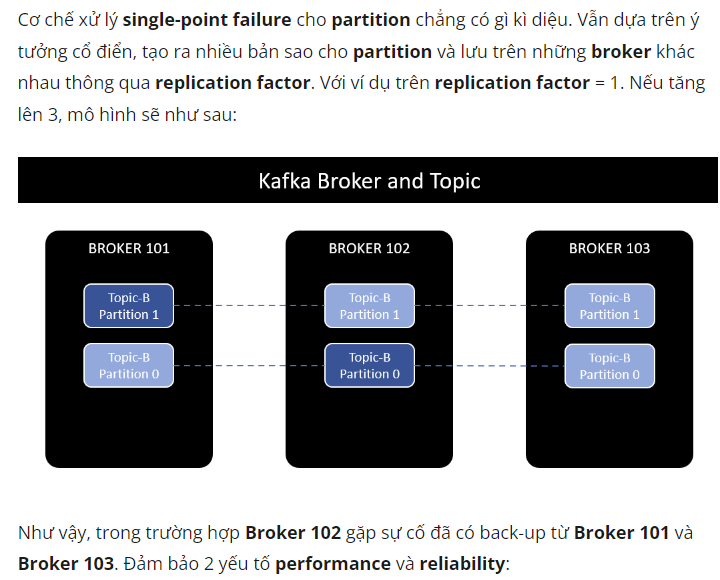 Cơ chế xử lý single-point failure cho partition chẳng có gì kì diệu. Vẫn dựa trên ý
tưởng cổ điển, tạo ra nhiều bản sao cho partition và lưu trên những broker khác
nhau thông qua replication factor. Với ví dụ trên replication factor = 1. Nếu tăng
lên 3, mô hình sẽ như sau:
Kafka Broker and Topic
BROKER 101
Topic-B
Partition 1
Topic-B
Partition 0
BROKER 102
Topic-B
Partition 1
Topic-B
Partition 0
BROKER 103
Topic-B
Partition 1
Topic-B
Partition 0
Như vậy, trong trường hợp Broker 102 gặp sự cố đã có back-up từ Broker 101 và
Broker 103. Đảm bảo 2 yếu tố performance và reliability: